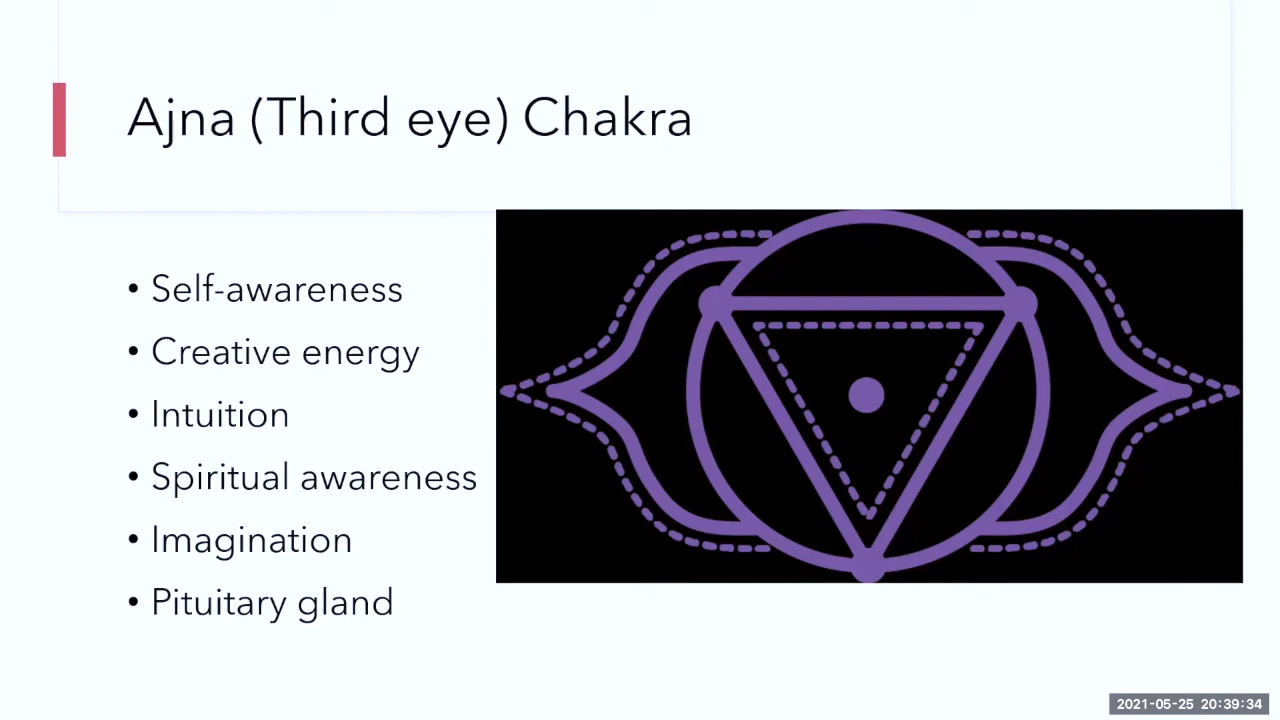 Ajna (Third eye) Chakra
• Self-awareness
• Creative energy
• Intuition
• Spiritual awareness
• Imagination
• Pituitary gland
2021-05-25 20:39:34